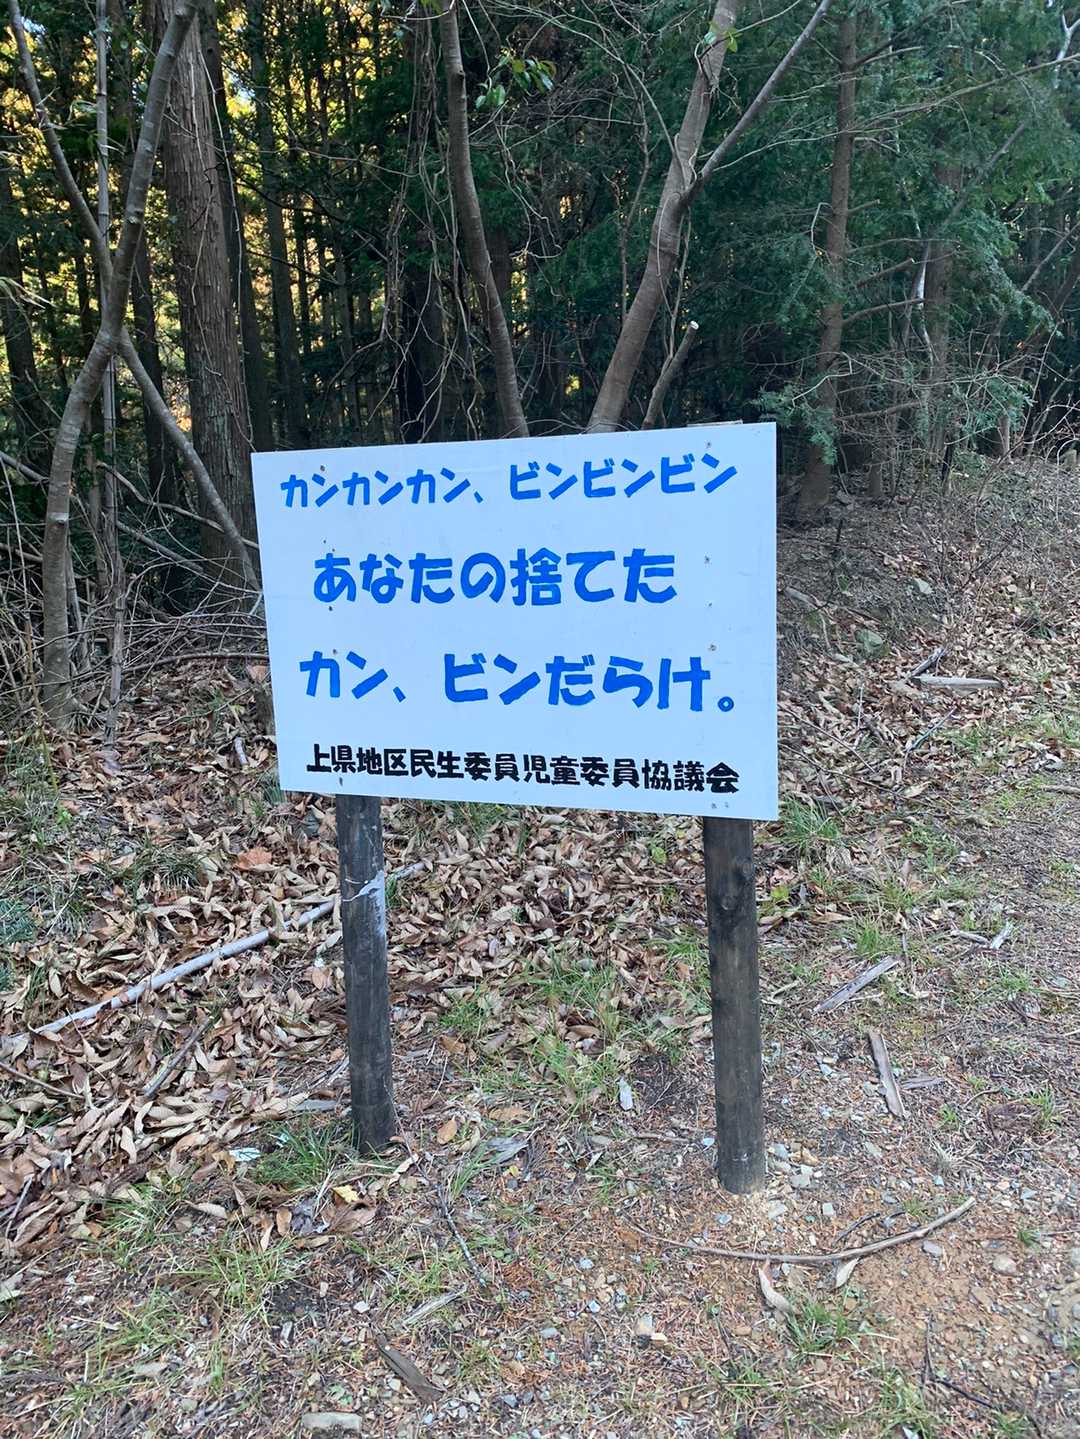 カンカンカン、ビンビンビン
あなたの捨てた
カン、ビンだらけ。
上県地区民生委員児童委員協議会